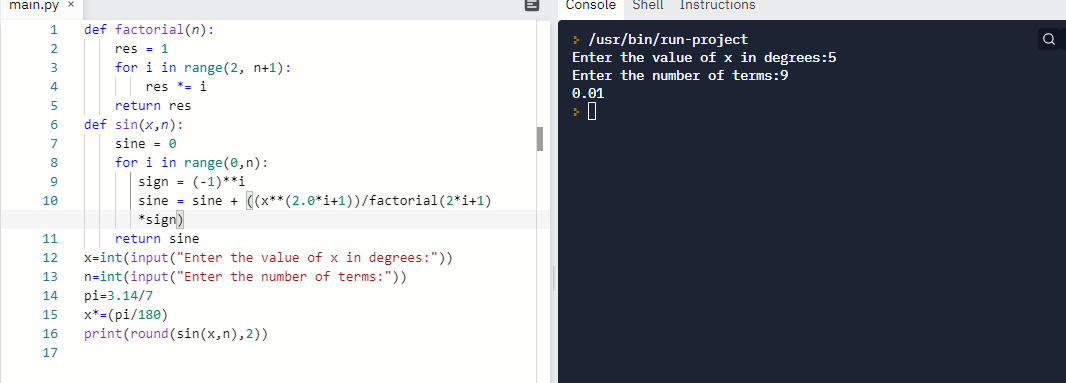 main.py ×
Console Shell Instructions
1 def factorial(n):
2 res = 1
3 for i in range(2, n+1):
4 res *= i
5 return res
6 def sin(x,n):
7 sine = 0
8 for i in range(0,n):
9 sign = (-1)**i
10 sine = sine + ((x**(2.0*i+1))/factorial(2*i+1)
*sign)
11 return sine
12 x=int(input("Enter the value of x in degrees:"))
13 n=int(input("Enter the number of terms:"))
14 pi=3.14/7
15 x*=(pi/180)
16 print(round(sin(x,n),2))
17
/usr/bin/run-project
Enter the value of x in degrees:5
Enter the number of terms:9
0.01